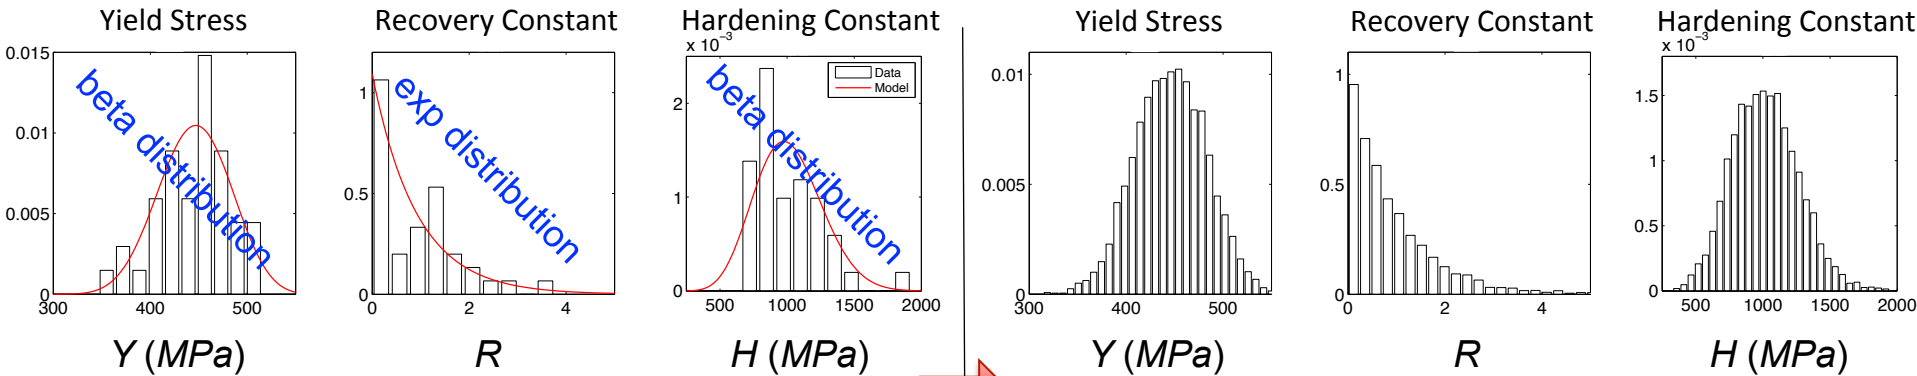 Yield Stress
Recovery Constant
Hardening Constant
Yield Stress
Recovery Constant
Hardening Constant
0.015
0.01
0.005
0
300
400
500
beta distribution
Y (MPa)
1
0.5
0
0
2
4
exp distribution
R
x 10⁻³
2
1
0
500
1000
1500
2000
Data
Model
beta distribution
H (MPa)
0.01
0.005
0
300
400
500
Y (MPa)
1
0.5
0
0
2
4
R
x 10⁻³
1.5
1
0.5
0
500
1000
1500
2000
H (MPa)